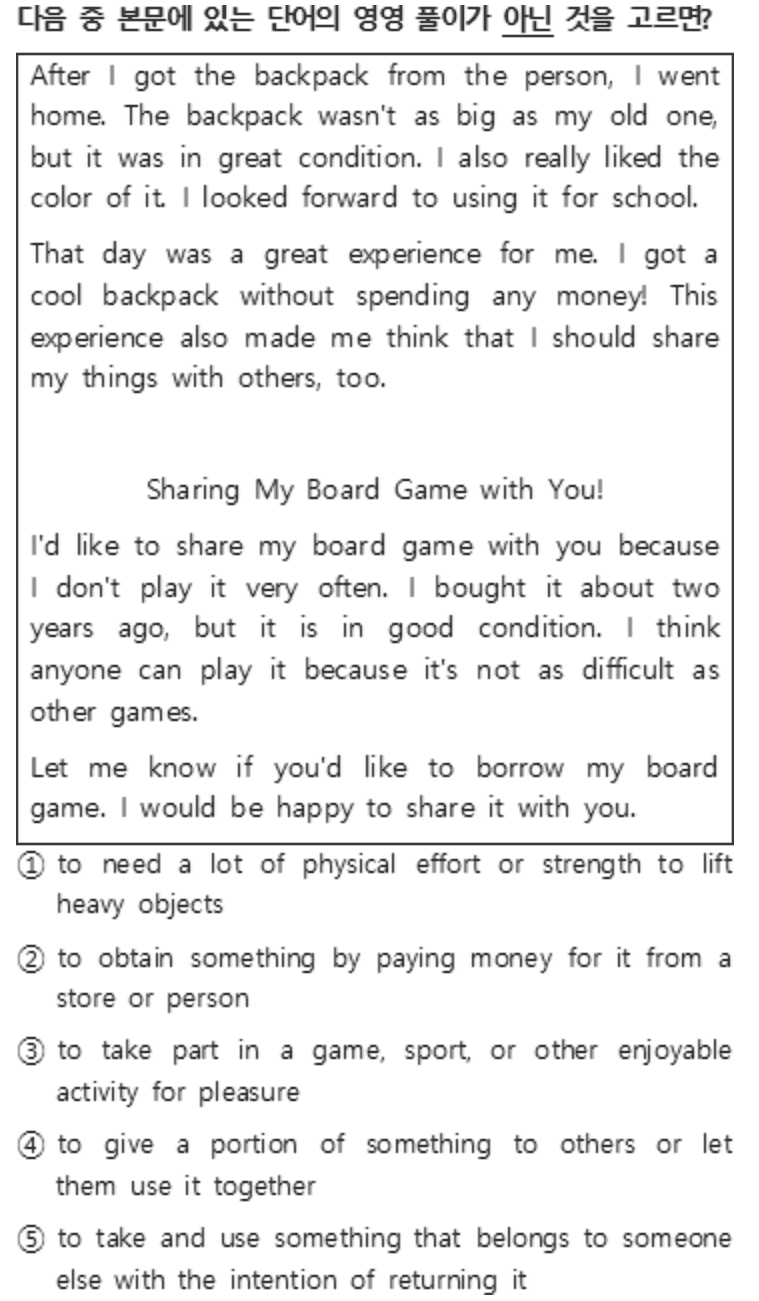 다음 중 본문에 있는 단어의 영영 풀이가 아닌 것을 고르면?
After I got the backpack from the person, I went
home. The backpack wasn't as big as my old one,
but it was in great condition. I also really liked the
color of it. I looked forward to using it for school.
That day was a great experience for me. I got a
cool backpack without spending any money! This
experience also made me think that I should share
my things with others, too.
Sharing My Board Game with You!
I'd like to share my board game with you because
I don't play it very often. I bought it about two
years ago, but it is in good condition. I think
anyone can play it because it's not as difficult as
other games.
Let me know if you'd like to borrow my board
game. I would be happy to share it with you.
① to need a lot of physical effort or strength to lift
heavy objects
② to obtain something by paying money for it from a
store or person
③ to take part in a game, sport, or other enjoyable
activity for pleasure
④ to give a portion of something to others or let
them use it together
⑤ to take and use something that belongs to someone
else with the intention of returning it